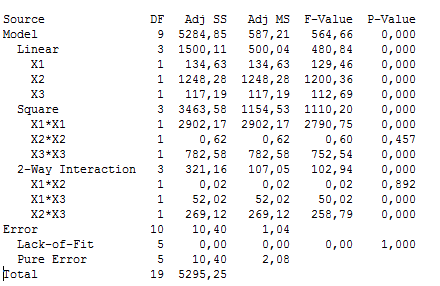 Source DF Adj SS Adj MS F-Value P-Value
Model 9 5284,85 587,21 564,66 0,000
Linear 3 1500,11 500,04 480,84 0,000
X1 1 134,63 134,63 129,46 0,000
X2 1 1248,28 1248,28 1200,36 0,000
X3 1 117,19 117,19 112,69 0,000
Square 3 3463,58 1154,53 1110,20 0,000
X1*X1 1 2902,17 2902,17 2790,75 0,000
X2*X2 1 0,62 0,62 0,60 0,457
X3*X3 1 782,58 782,58 752,54 0,000
2-Way Interaction 3 321,16 107,05 102,94 0,000
X1*X2 1 0,02 0,02 0,02 0,892
X1*X3 1 52,02 52,02 50,02 0,000
X2*X3 1 269,12 269,12 258,79 0,000
Error 10 10,40 1,04
Lack-of-Fit 5 0,00 0,00 0,00 1,000
Pure Error 5 10,40 2,08
Total 19 5295,25